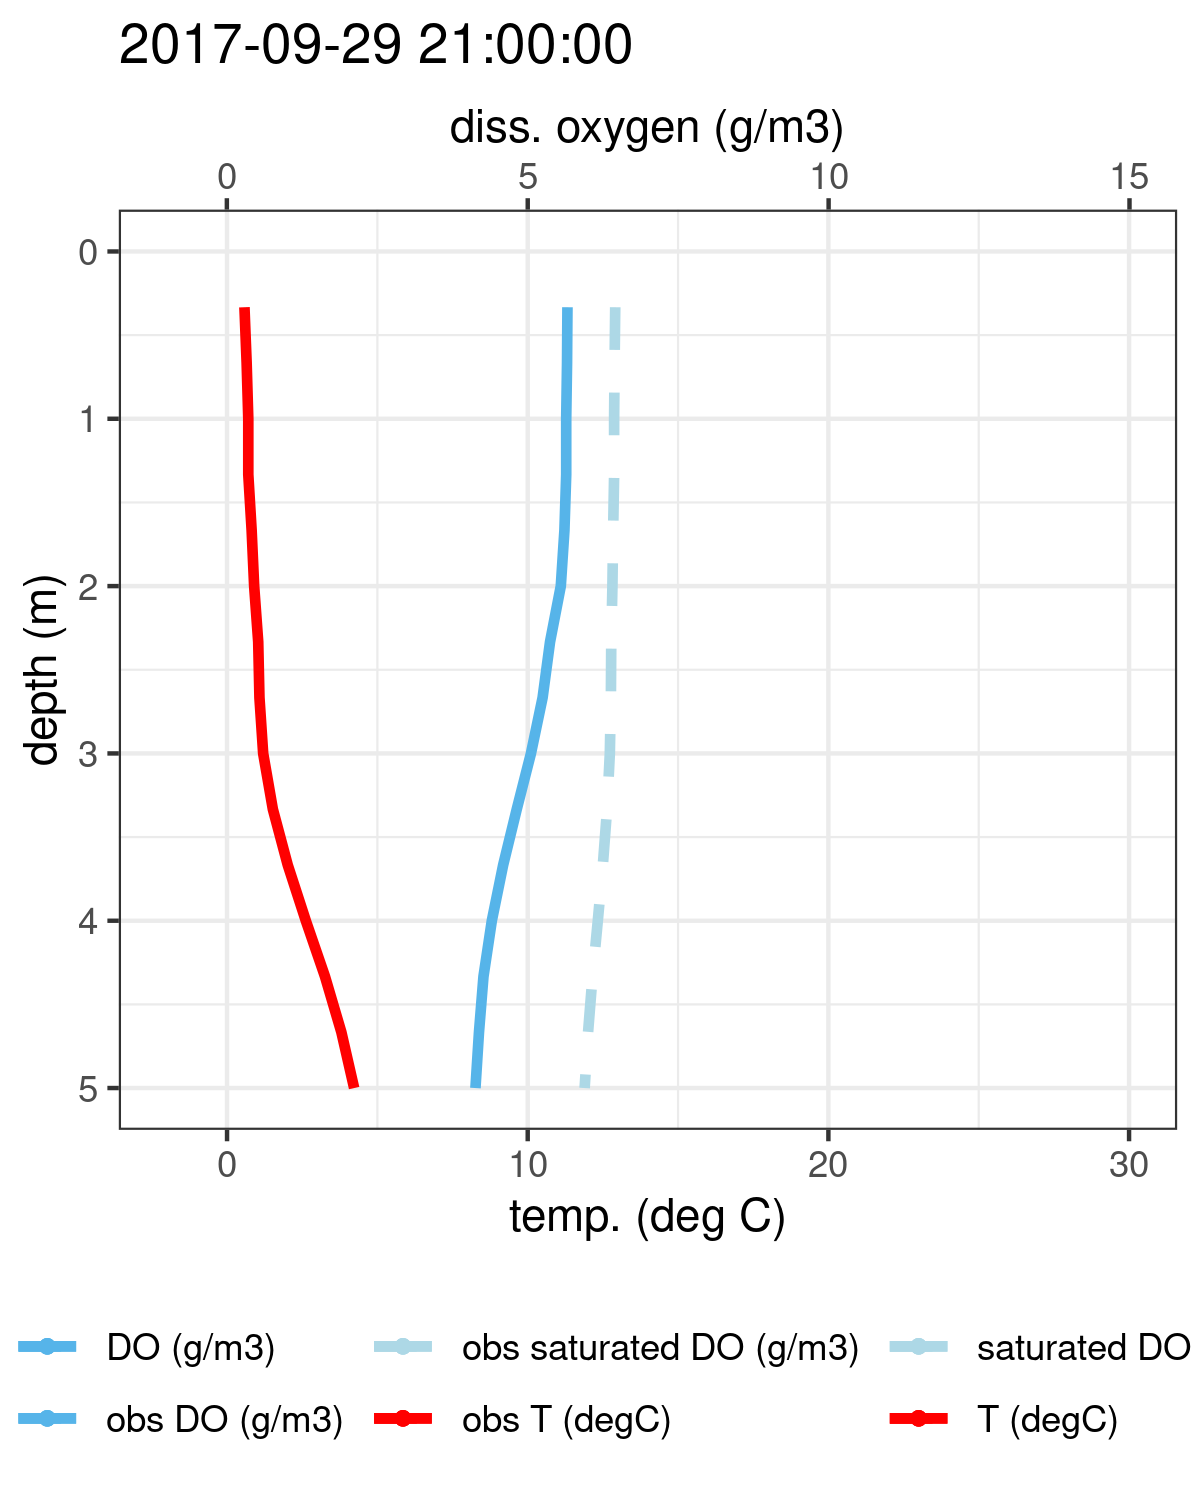 2017-09-29 21:00:00
diss. oxygen (g/m3)
0 5 10 15
0
1
2
3
4
5
depth (m)
0 10 20 30
temp. (deg C)
DO (g/m3) obs saturated DO (g/m3) saturated DO
obs DO (g/m3) obs T (degC) T (degC)